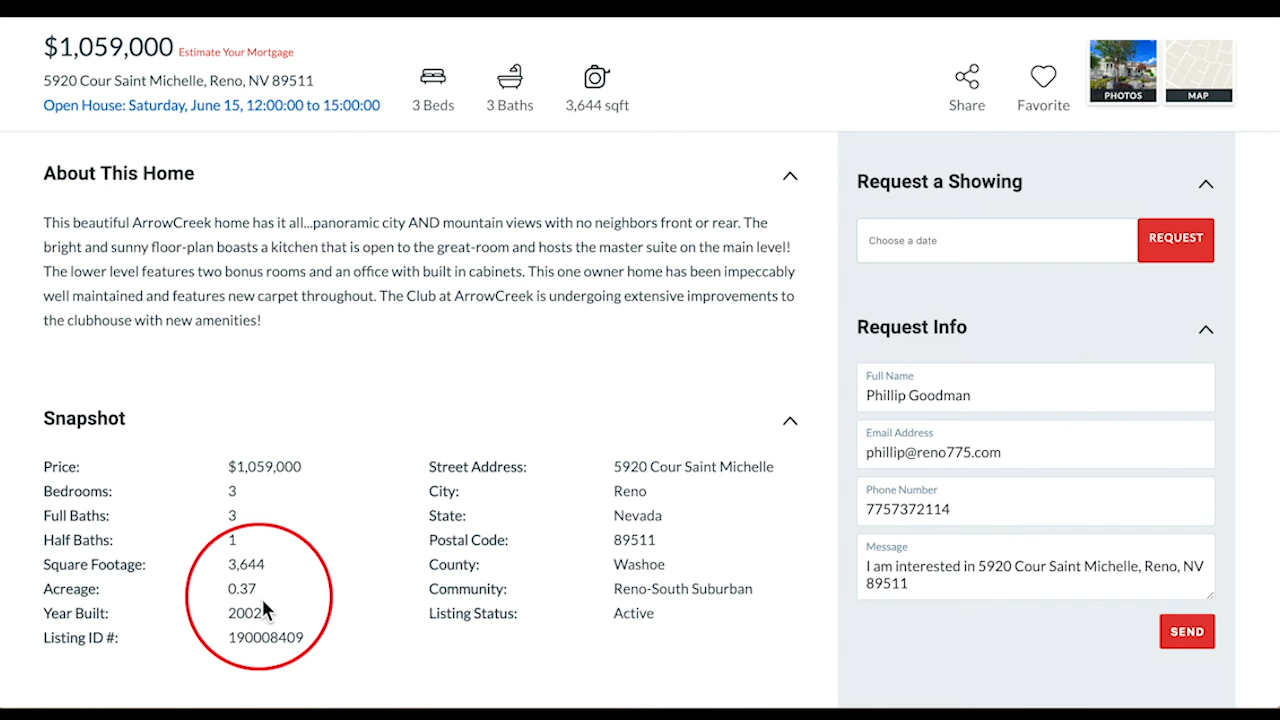 $1,059,000 Estimate Your Mortgage
5920 Cour Saint Michelle, Reno, NV 89511
Open House: Saturday, June 15, 12:00:00 to 15:00:00
3 Beds
3 Baths
3,644 sqft
Share
Favorite
PHOTOS
MAP
About This Home
This beautiful ArrowCreek home has it all...panoramic city AND mountain views with no neighbors front or rear. The
bright and sunny floor-plan boasts a kitchen that is open to the great-room and hosts the master suite on the main level!
The lower level features two bonus rooms and an office with built in cabinets. This one owner home has been impeccably
well maintained and features new carpet throughout. The Club at ArrowCreek is undergoing extensive improvements to
the clubhouse with new amenities!
Snapshot
Price: $1,059,000
Bedrooms: 3
Full Baths: 3
Half Baths: 1
Square Footage: 3,644
Acreage: 0.37
Year Built: 2002
Listing ID #: 190008409
Street Address: 5920 Cour Saint Michelle
City: Reno
State: Nevada
Postal Code: 89511
County: Washoe
Community: Reno-South Suburban
Listing Status: Active
Request a Showing
Choose a date
REQUEST
Request Info
Full Name
Phillip Goodman
Email Address
phillip@reno775.com
Phone Number
7757372114
Message
I am interested in 5920 Cour Saint Michelle, Reno, NV
89511
SEND